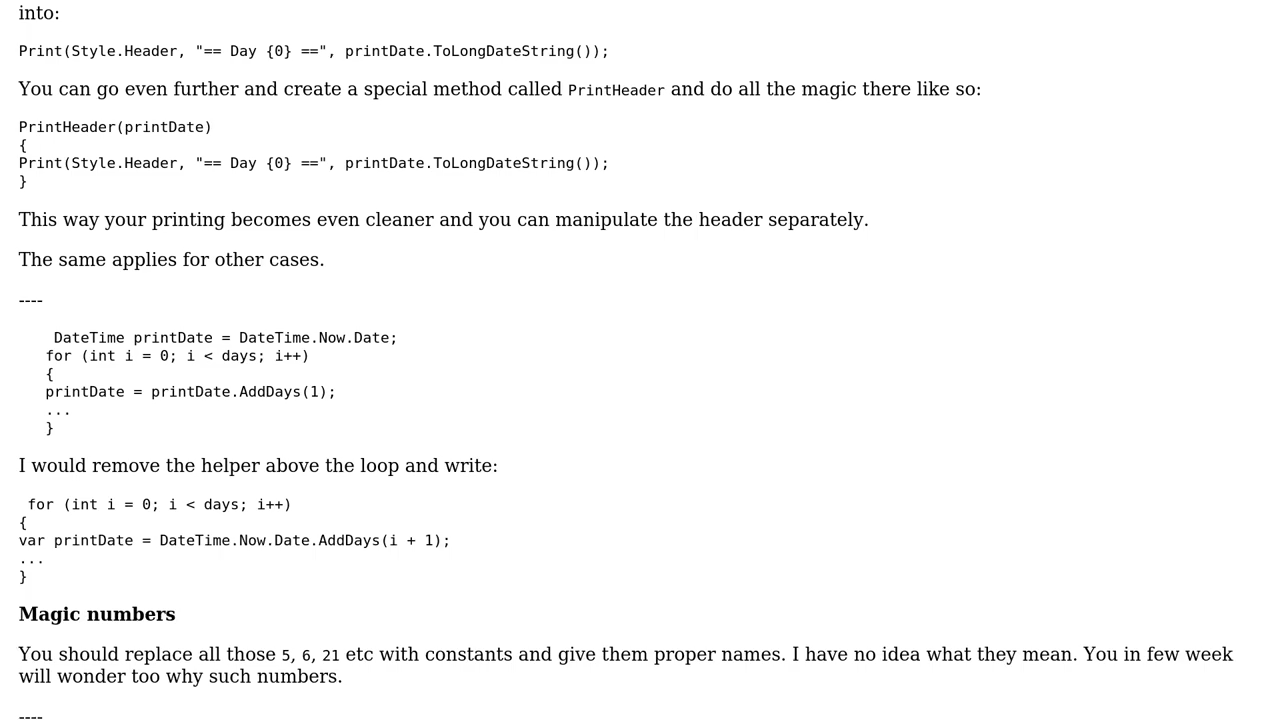 into:
Print(Style.Header, "== Day {0} ==", printDate.ToLongDateString());
You can go even further and create a special method called PrintHeader and do all the magic there like so:
PrintHeader(printDate)
{
Print(Style.Header, "== Day {0} ==", printDate.ToLongDateString());
}
This way your printing becomes even cleaner and you can manipulate the header separately.
The same applies for other cases.
----
DateTime printDate = DateTime.Now.Date;
for (int i = 0; i < days; i++)
{
printDate = printDate.AddDays(1);
...
}
I would remove the helper above the loop and write:
for (int i = 0; i < days; i++)
{
var printDate = DateTime.Now.Date.AddDays(i + 1);
...
}
Magic numbers
You should replace all those 5, 6, 21 etc with constants and give them proper names. I have no idea what they mean. You in few week
will wonder too why such numbers.
----